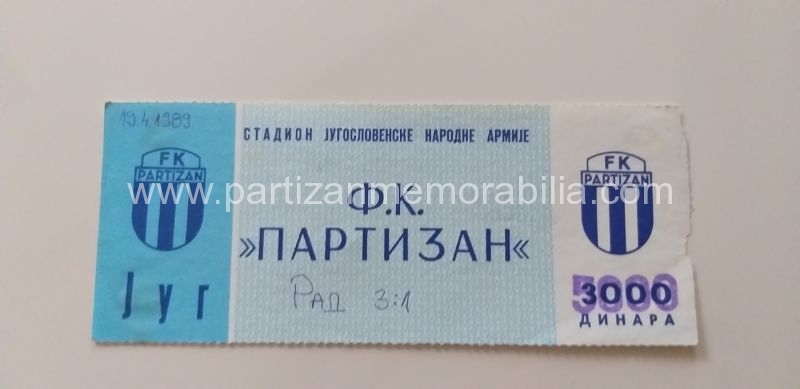 19.4.1989.
FK
PARTIZAN
Југ
СТАДИОН ЈУГОСЛОВЕНСКЕ НАРОДНЕ АРМИЈЕ
Ф.К.
»ПАРТИЗАН«
Рад 3:1
FK
PARTIZAN
5000
3000
ДИНАРА
www.partizanmemorabilia.com